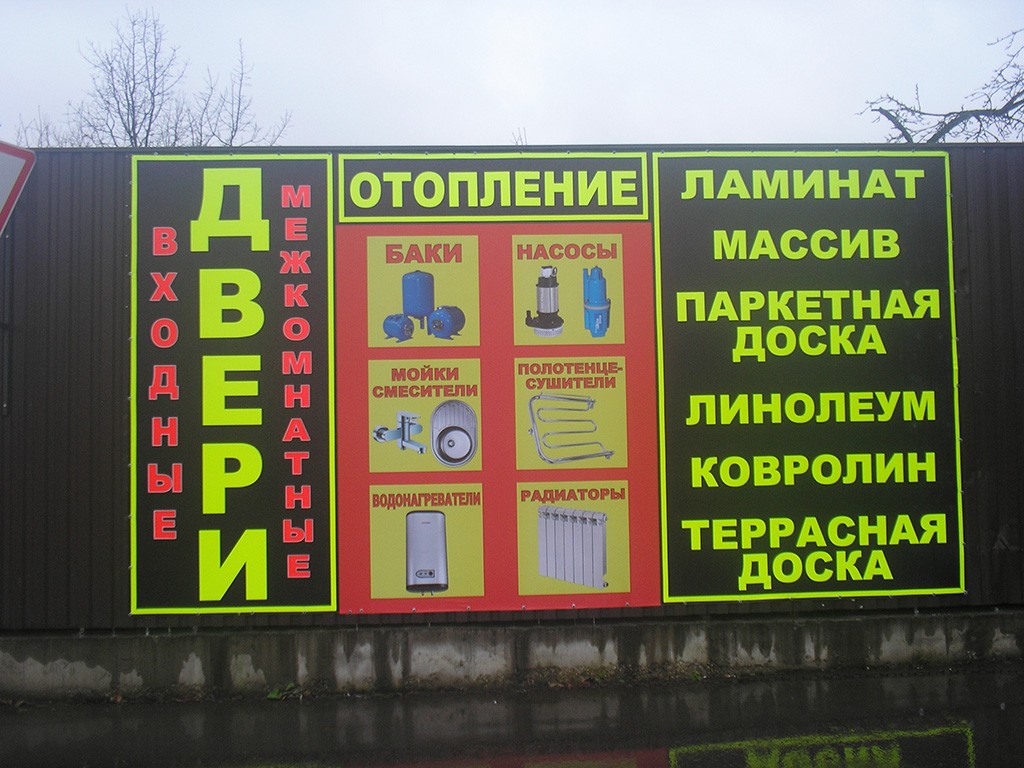 ВХОДНЫЕ
ДВЕРИ
МЕЖКОМНАТНЫЕ
ОТОПЛЕНИЕ
БАКИ
НАСОСЫ
МОЙКИ
СМЕСИТЕЛИ
ПОЛОТЕНЦЕ-
СУШИТЕЛИ
ВОДОНАГРЕВАТЕЛИ
РАДИАТОРЫ
ЛАМИНАТ
МАССИВ
ПАРКЕТНАЯ
ДОСКА
ЛИНОЛЕУМ
КОВРОЛИН
ТЕРРАСНАЯ
ДОСКА